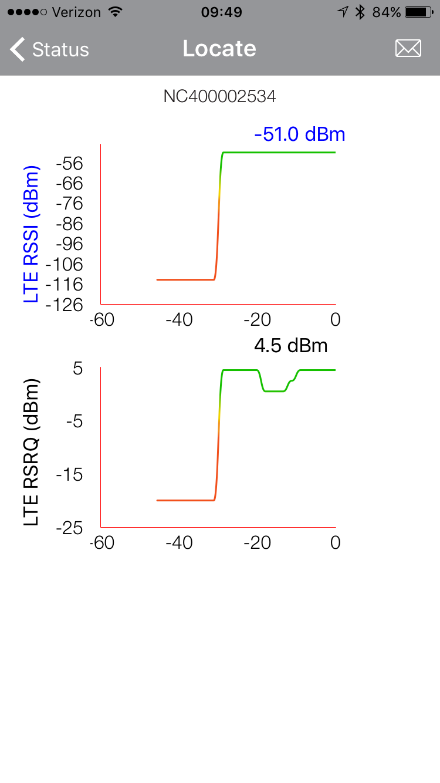 Verizon 09:49 84%
Status Locate
NC400002534
-51.0 dBm
LTE RSSI (dBm)
-56
-66
-76
-86
-96
-106
-116
-126
-60 -40 -20 0
4.5 dBm
LTE RSRQ (dBm)
5
-5
-15
-25
-60 -40 -20 0